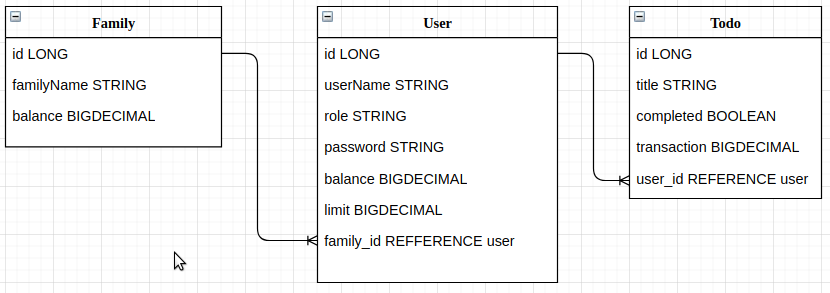 Family
id LONG
familyName STRING
balance BIGDECIMAL
User
id LONG
userName STRING
role STRING
password STRING
balance BIGDECIMAL
limit BIGDECIMAL
family_id REFFERENCE user
Todo
id LONG
title STRING
completed BOOLEAN
transaction BIGDECIMAL
user_id REFERENCE user